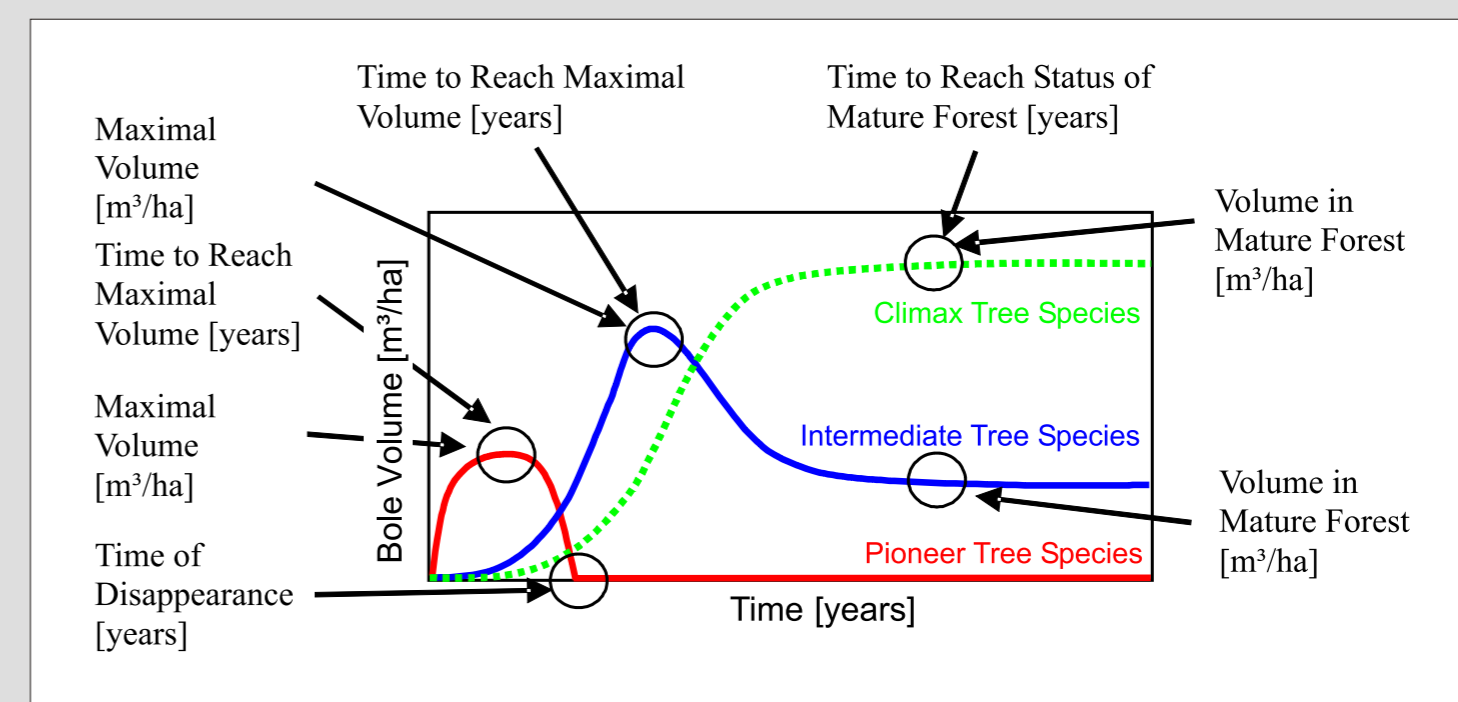 Time to Reach Maximal
Volume [years]
Time to Reach Status of
Mature Forest [years]
Maximal
Volume
[m³/ha]
Time to Reach
Maximal
Volume [years]
Maximal
Volume
[m³/ha]
Time of
Disappearance
[years]
Bole Volume [m³/ha]
Climax Tree Species
Intermediate Tree Species
Pioneer Tree Species
Time [years]
Volume in
Mature Forest
[m³/ha]
Volume in
Mature Forest
[m³/ha]